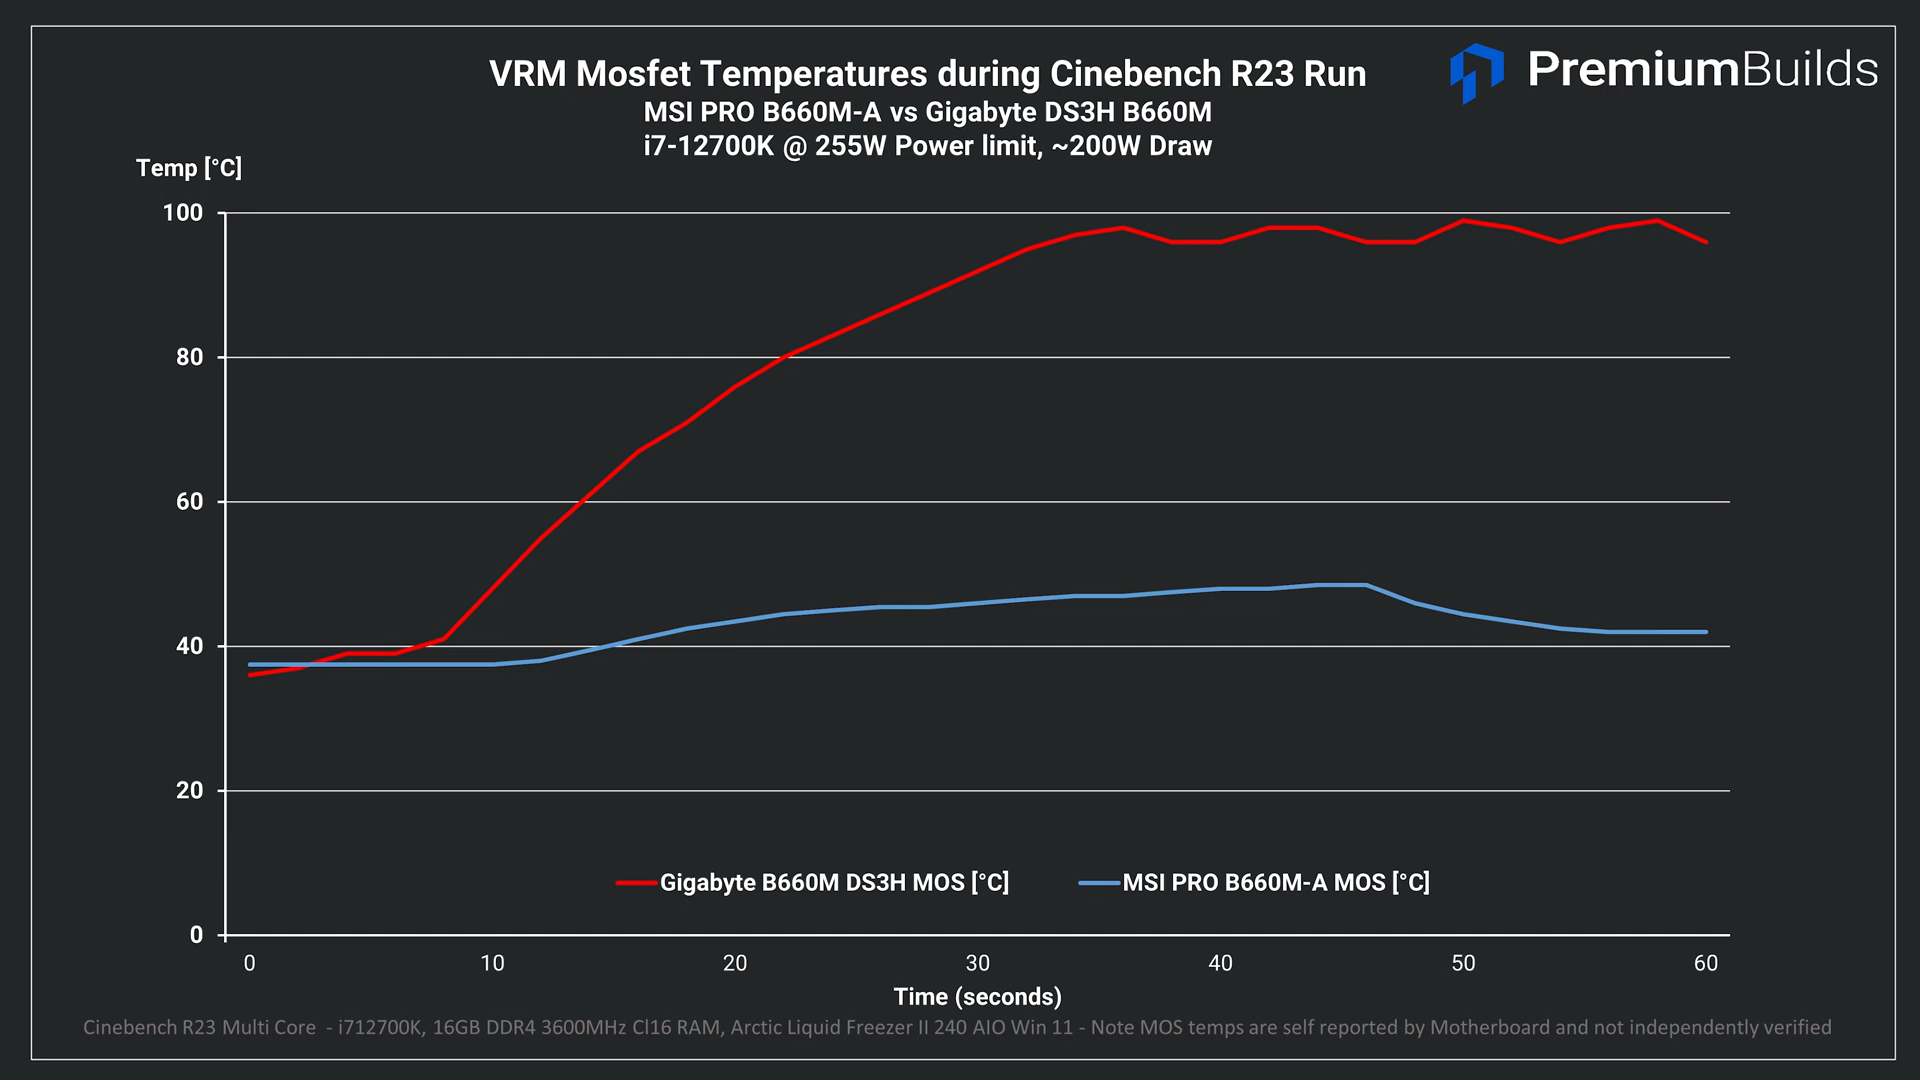 VRM Mosfet Temperatures during Cinebench R23 Run
PremiumBuilds
MSI PRO B660M-A vs Gigabyte DS3H B660M
i7-12700K @ 255W Power limit, ~200W Draw
Temp [°C]
100
80
60
40
20
0
Gigabyte B660M DS3H MOS [°C]
MSI PRO B660M-A MOS [°C]
0 10 20 30 40 50 60
Time (seconds)
Cinebench R23 Multi Core - i712700K, 16GB DDR4 3600MHz Cl16 RAM, Arctic Liquid Freezer II 240 AIO Win 11 - Note MOS temps are self reported by Motherboard and not independently verified